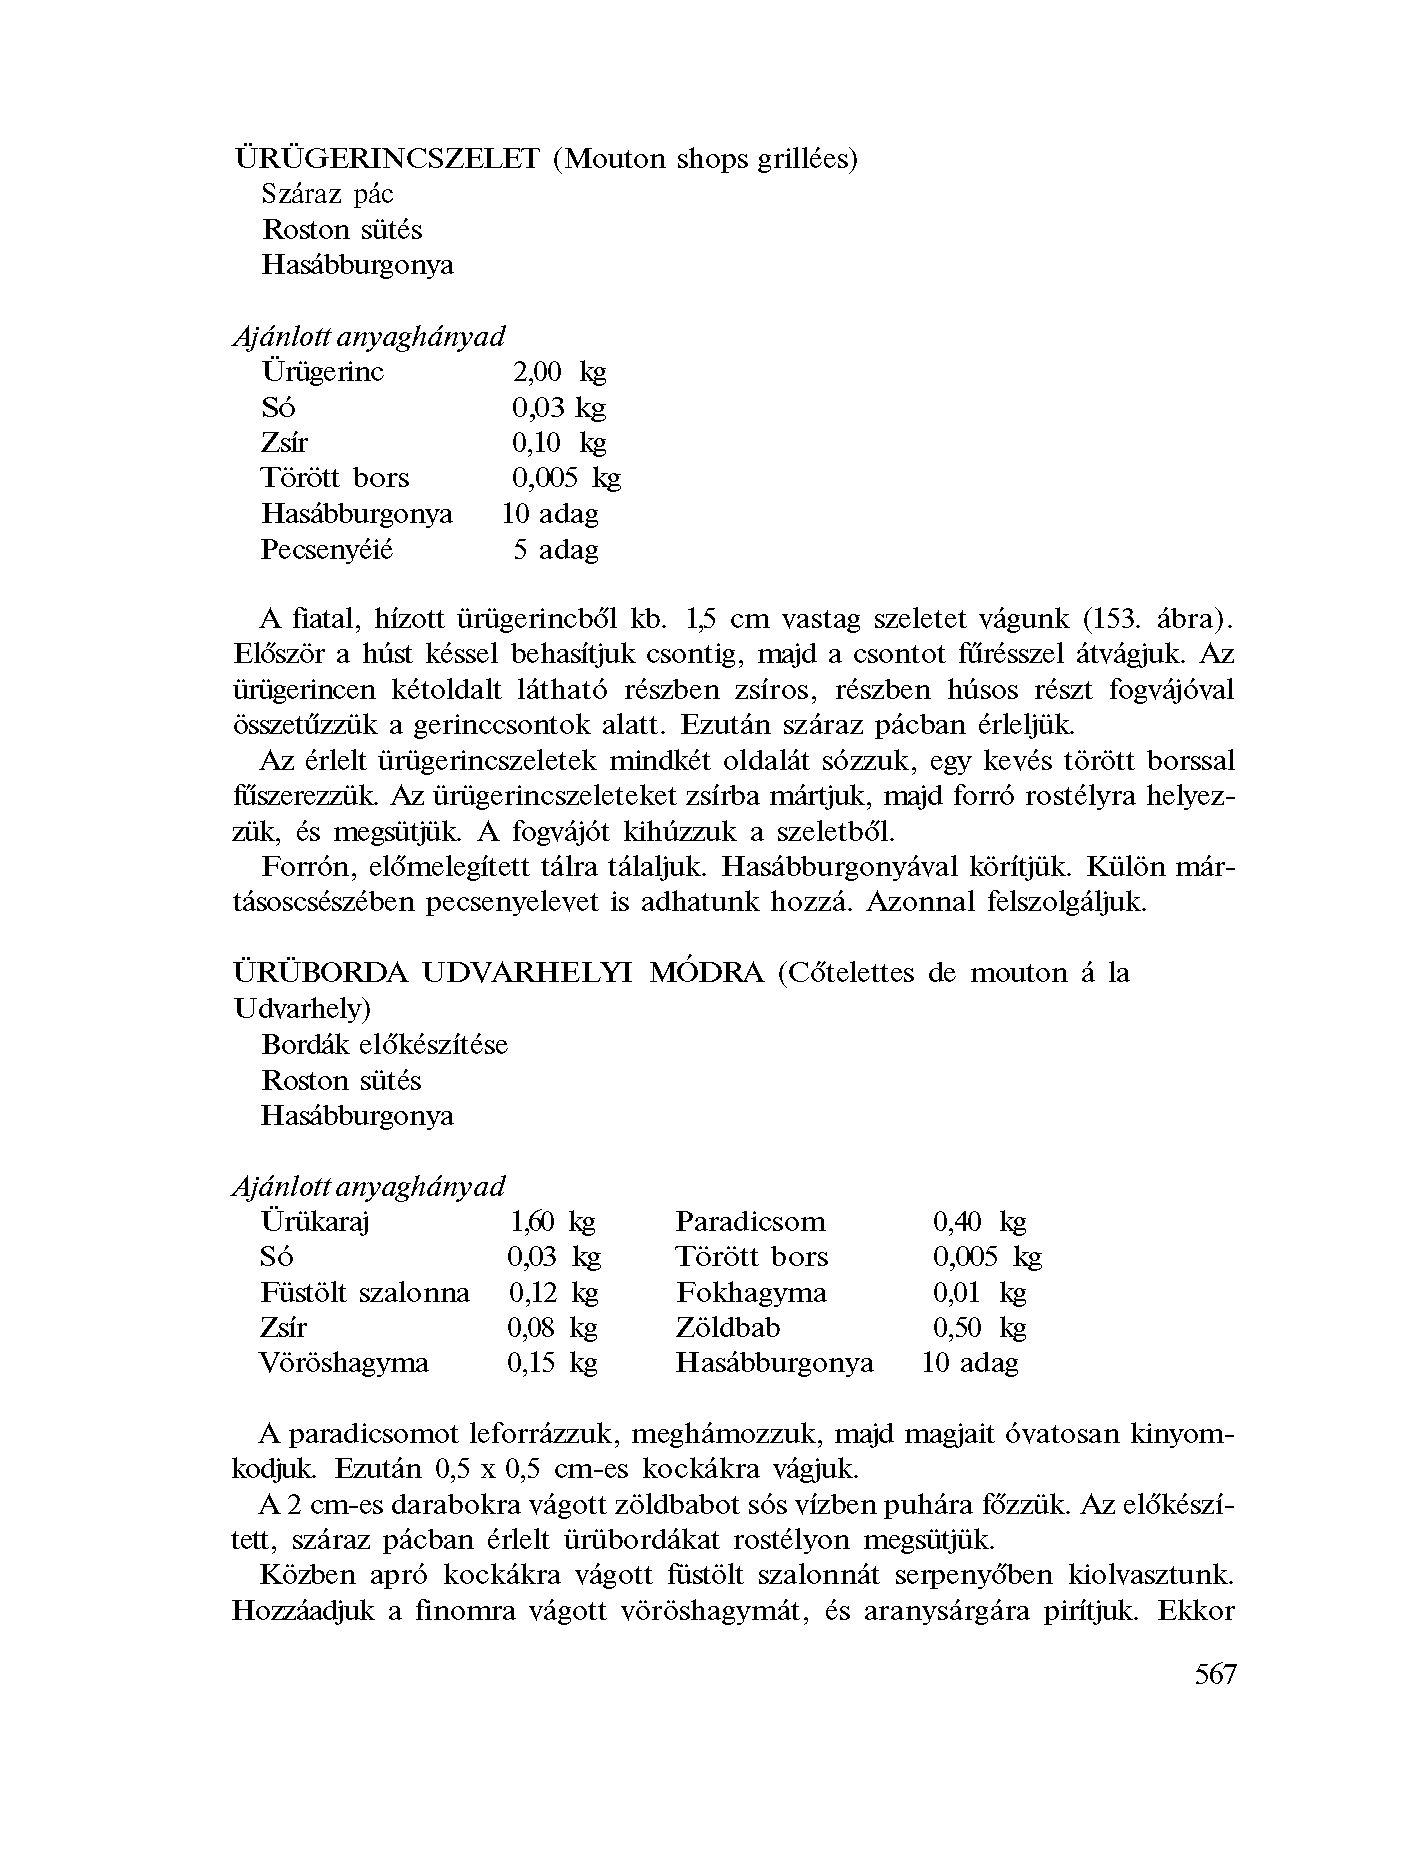 ÜRÜGERINCSZELET (Mouton shops grillées)
Száraz pác
Roston sütés
Hasábburgonya
Ajánlott anyaghányad
Ürügerinc 2,00 kg
Só 0,03 kg
Zsír 0,10 kg
Törött bors 0,005 kg
Hasábburgonya 10 adag
Pecsenyéié 5 adag
A fiatal, hízott ürügerincből kb. 1,5 cm vastag szeletet vágunk (153. ábra).
Először a húst késsel behasítjuk csontig, majd a csontot fűrésszel átvágjuk. Az
ürügerincen kétoldalt látható részben zsíros, részben húsos részt fogvájóval
összetűzzük a gerinccsontok alatt. Ezután száraz pácban érleljük.
Az érlelt ürügerincszeletek mindkét oldalát sózzuk, egy kevés törött borssal
fűszerezzük. Az ürügerincszeleteket zsírba mártjuk, majd forró rostélyra helyez-
zük, és megsütjük. A fogvájót kihúzzuk a szeletből.
Forrón, előmelegített tálra tálaljuk. Hasábburgonyával körítjük. Külön már-
tásoscsészében pecsenyelevet is adhatunk hozzá. Azonnal felszolgáljuk.
ÜRÜBORDA UDVARHELYI MÓDRA (Cőtelettes de mouton á la
Udvarhely)
Bordák előkészítése
Roston sütés
Hasábburgonya
Ajánlott anyaghányad
Ürükaraj 1,60 kg Paradicsom 0,40 kg
Só 0,03 kg Törött bors 0,005 kg
Füstölt szalonna 0,12 kg Fokhagyma 0,01 kg
Zsír 0,08 kg Zöldbab 0,50 kg
Vöröshagyma 0,15 kg Hasábburgonya 10 adag
A paradicsomot leforrázzuk, meghámozzuk, majd magjait óvatosan kinyom-
kodjuk. Ezután 0,5 x 0,5 cm-es kockákra vágjuk.
A 2 cm-es darabokra vágott zöldbabot sós vízben puhára főzzük. Az előkészí-
tett, száraz pácban érlelt ürübordákat rostélyon megsütjük.
Közben apró kockákra vágott füstölt szalonnát serpenyőben kiolvasztunk.
Hozzáadjuk a finomra vágott vöröshagymát, és aranysárgára pirítjuk. Ekkor
567